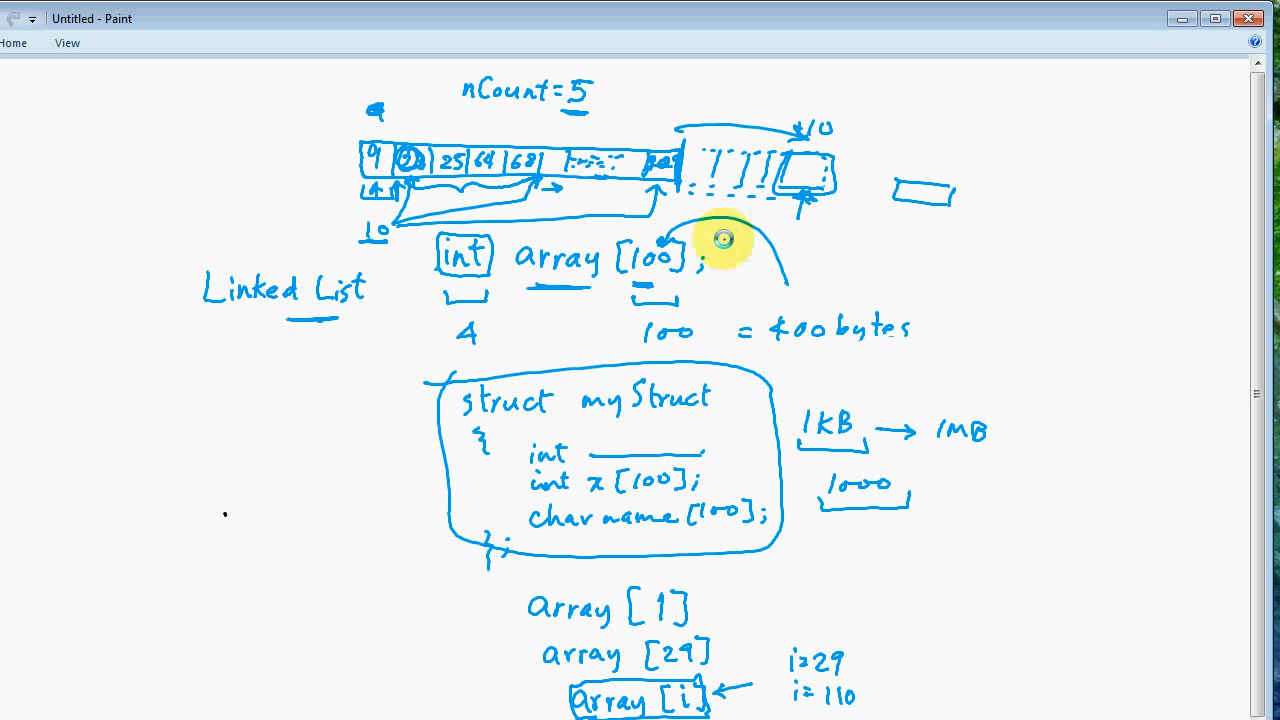 Untitled - Paint
Home View
nCount=5
10
9 25 64 68
10
int array [100];
Linked List
4 100 = 400 bytes
struct myStruct
{
int
int x [100];
char name [100];
};
1KB → 1MB
1000
array [1]
array [29]
array [i]
i=29
i=110